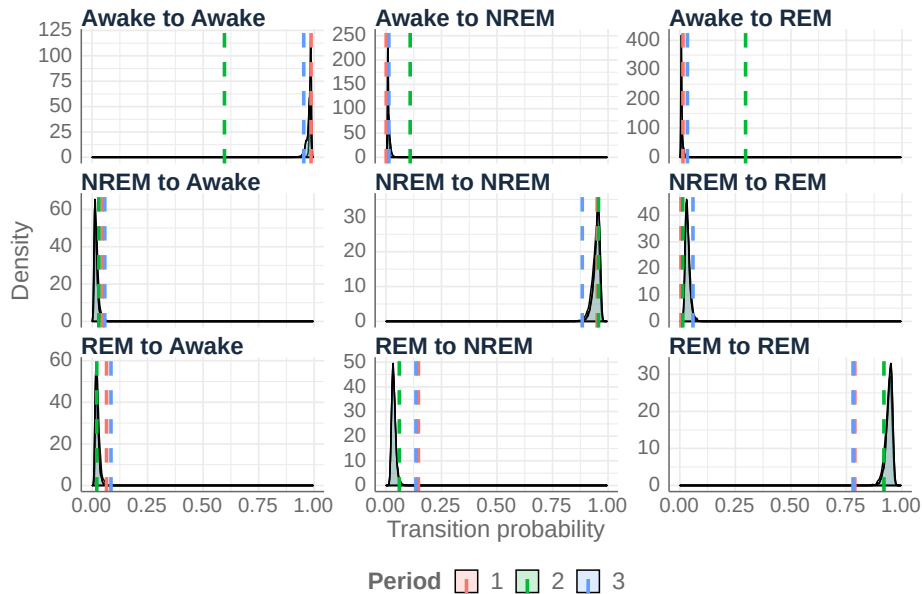 Awake to Awake
Awake to NREM
Awake to REM
125
100
75
50
25
0
250
200
150
100
50
0
400
300
200
100
0
NREM to Awake
NREM to NREM
NREM to REM
60
40
20
0
30
20
10
0
40
30
20
10
0
REM to Awake
REM to NREM
REM to REM
60
40
20
0
50
40
30
20
10
0
30
20
10
0
0.00 0.25 0.50 0.75 1.00
0.00 0.25 0.50 0.75 1.00
0.00 0.25 0.50 0.75 1.00
Density
Transition probability
Period 1 2 3